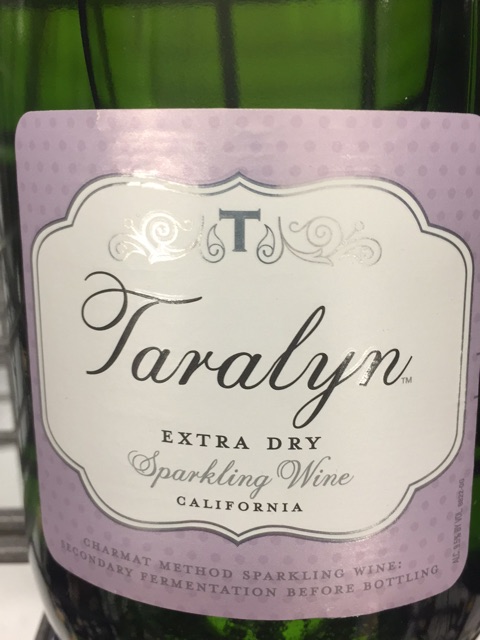 T
Taralyn™
EXTRA DRY
Sparkling Wine
CALIFORNIA
CHARMAT METHOD SPARKLING WINE:
SECONDARY FERMENTATION BEFORE BOTTLING